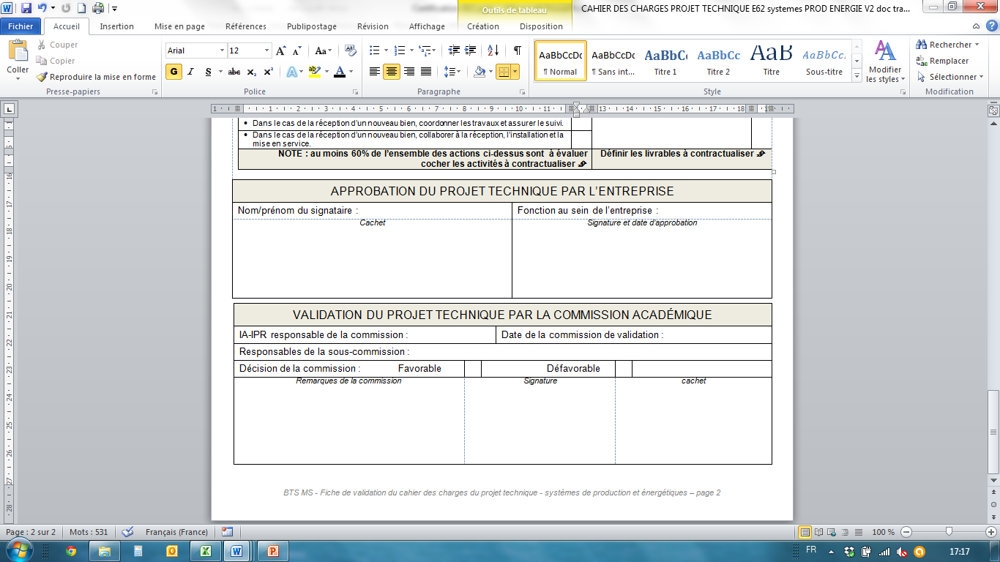 Outils de tableau
CAHIER DES CHARGES PROJET TECHNIQUE E62 systemes PROD ENERGIE V2 doc tra...
Fichier Accueil Insertion Mise en page Références Publipostage Révision Affichage Création Disposition
Coller
Couper
Copier
Reproduire la mise en forme
Presse-papiers
Arial 12
G I S abc x₂ x² A ab A
Police
Paragraphe
AaBbCcDc AaBbCcDc AaBbCc AaBbCc AaB AaBbCc.
¶ Normal ¶ Sans int... Titre 1 Titre 2 Titre Sous-titre
Modifier
les styles
Style
Rechercher
Remplacer
Sélectionner
Modification
1 1 2 3 4 5 6 7 8 9 10 11 13 14 15 16 17 18
• Dans le cas de la réception d’un nouveau bien, coordonner les travaux et assurer le suivi.
• Dans le cas de la réception d’un nouveau bien, collaborer à la réception, l’installation et la
mise en service.
NOTE : au moins 60% de l’ensemble des actions ci-dessus sont à évaluer
cocher les activités à contractualiser
Définir les livrables à contractualiser
APPROBATION DU PROJET TECHNIQUE PAR L’ENTREPRISE
Nom/prénom du signataire : Fonction au sein de l’entreprise :
Cachet Signature et date d’approbation
VALIDATION DU PROJET TECHNIQUE PAR LA COMMISSION ACADÉMIQUE
IA-IPR responsable de la commission : Date de la commission de validation :
Responsables de la sous-commission :
Décision de la commission : Favorable Défavorable
Remarques de la commission Signature cachet
BTS MS - Fiche de validation du cahier des charges du projet technique - systèmes de production et énergétiques – page 2
Page : 2 sur 2 Mots : 531 Français (France) 100 %
FR 17:17